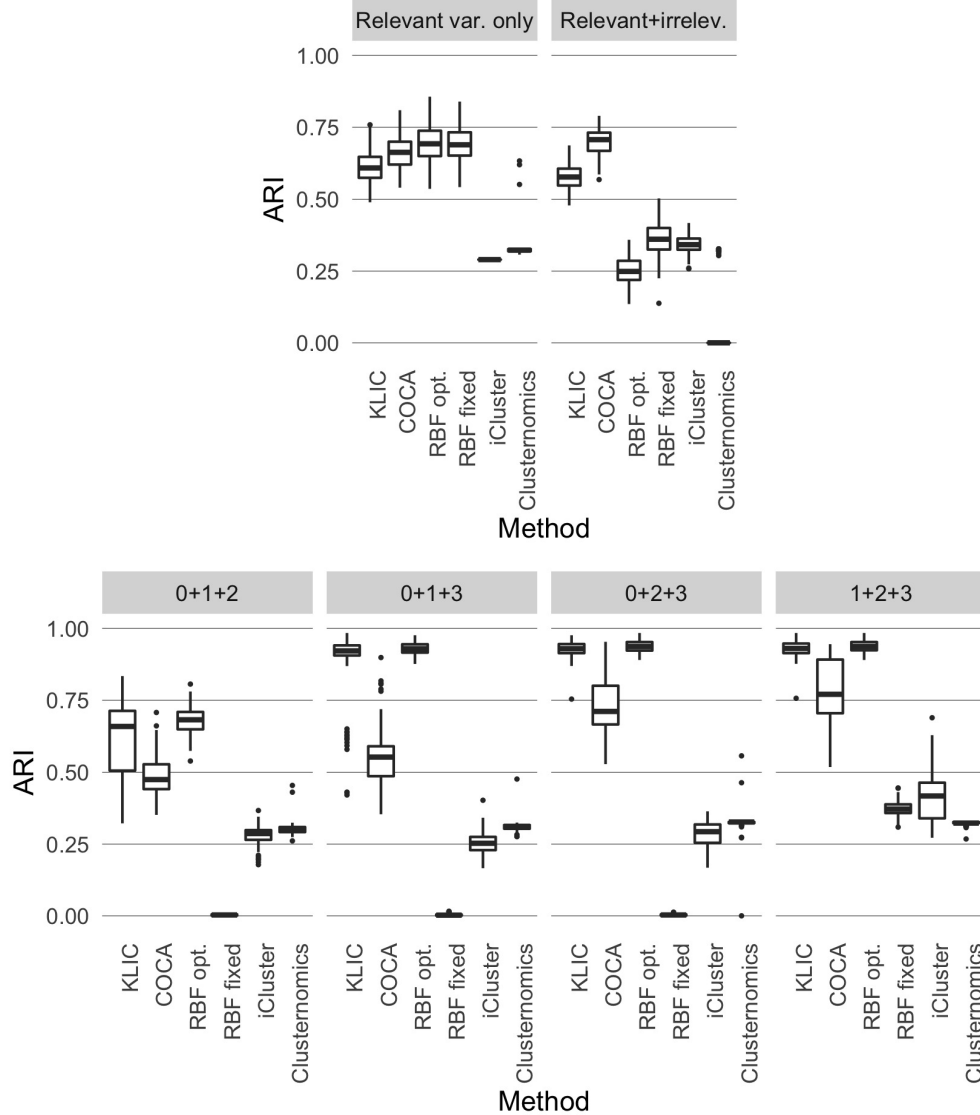 Relevant var. only Relevant+irrelev.
1.00
0.75
0.50
0.25
0.00
ARI
KLIC COCA RBF opt. RBF fixed iCluster Clusternomics KLIC COCA RBF opt. RBF fixed iCluster Clusternomics
Method
0+1+2 0+1+3 0+2+3 1+2+3
1.00
0.75
0.50
0.25
0.00
ARI
KLIC COCA RBF opt. RBF fixed iCluster Clusternomics KLIC COCA RBF opt. RBF fixed iCluster Clusternomics KLIC COCA RBF opt. RBF fixed iCluster Clusternomics KLIC COCA RBF opt. RBF fixed iCluster Clusternomics
Method